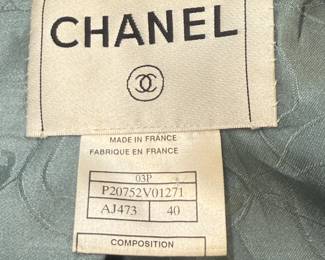 CHANEL
MADE IN FRANCE
FABRIQUE EN FRANCE
03P
P20752V01271
AJ473 40
COMPOSITION